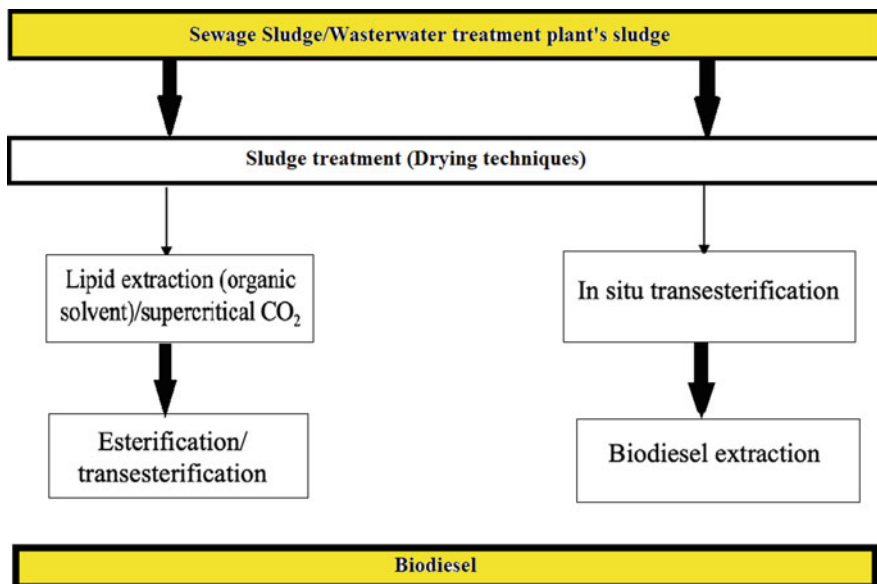 Sewage Sludge/Wasterwater treatment plant's sludge
Sludge treatment (Drying techniques)
Lipid extraction (organic
solvent)/supercritical CO₂
In situ transesterification
Esterification/
transesterification
Biodiesel extraction
Biodiesel